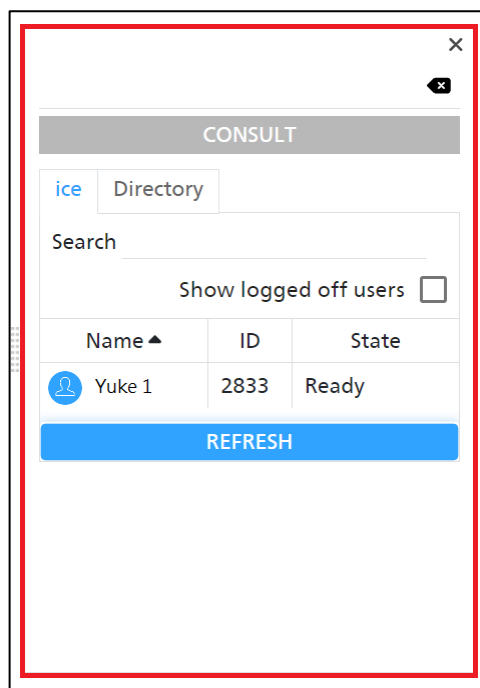 CONSULT
ice Directory
Search
Show logged off users
Name ID State
Yuke 1 2833 Ready
REFRESH